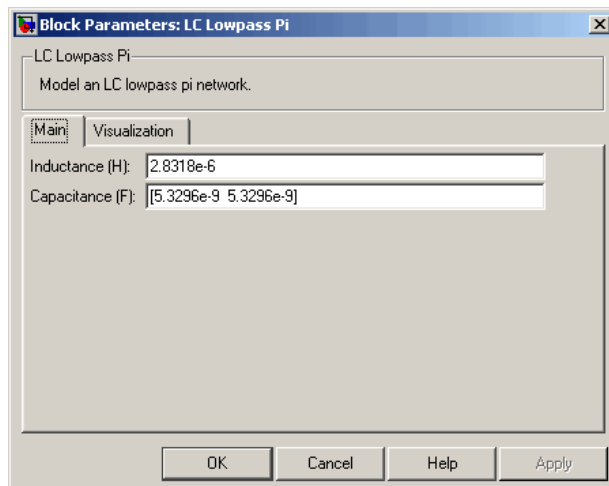 Block Parameters: LC Lowpass Pi
LC Lowpass Pi
Model an LC lowpass pi network.
Main Visualization
Inductance (H): 2.8318e-6
Capacitance (F): [5.3296e-9 5.3296e-9]
OK Cancel Help Apply